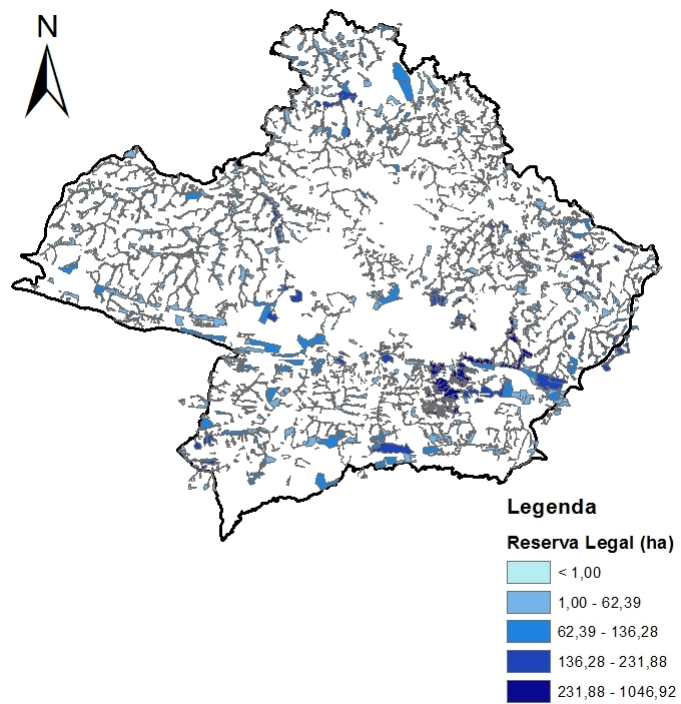 N
Legenda
Reserva Legal (ha)
< 1,00
1,00 - 62,39
62,39 - 136,28
136,28 - 231,88
231,88 - 1046,92